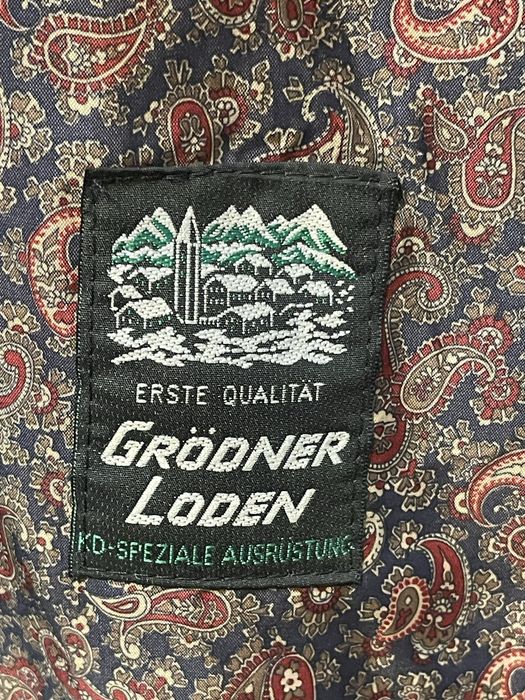 ERSTE QUALITÄT
GRÖDNER
LODEN
KD-SPEZIALE AUSRÜSTUNG